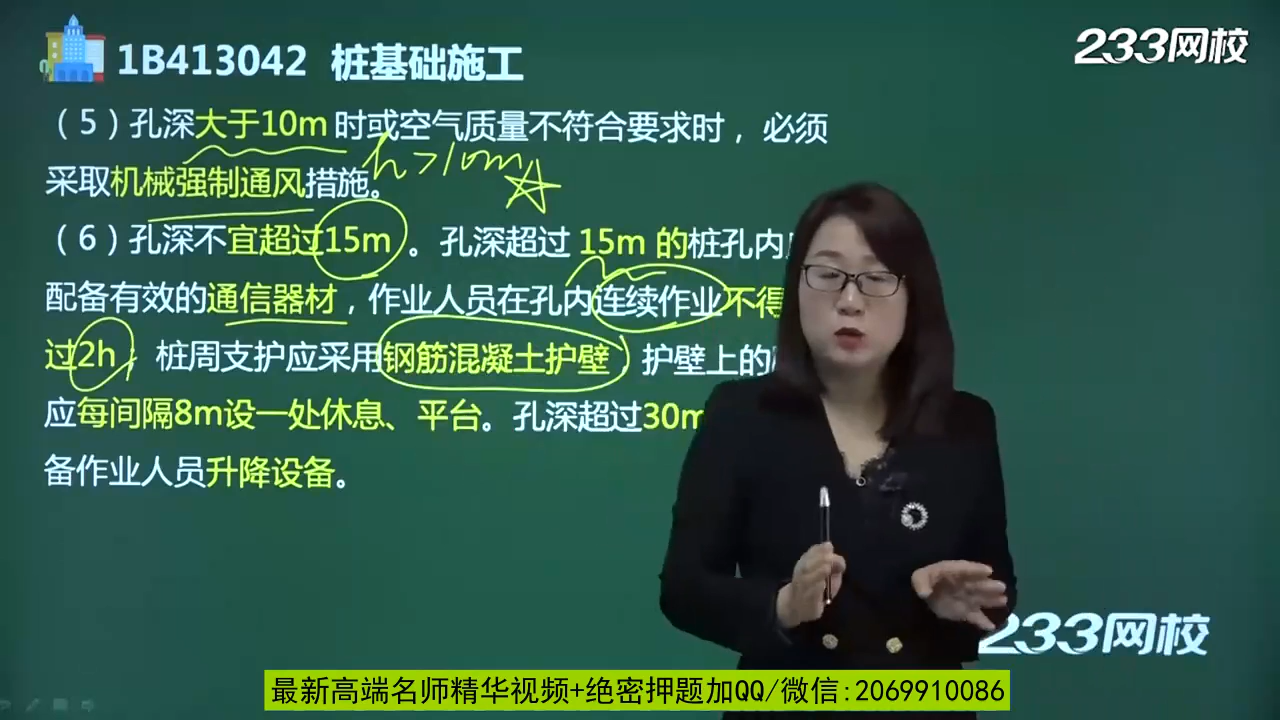 1B413042 桩基础施工
233网校
（5）孔深大于10m 时或空气质量不符合要求时，必须
采取机械强制通风措施。
h>10m
（6）孔深不宜超过15m 。孔深超过 15m 的桩孔内
配备有效的通信器材，作业人员在孔内连续作业不得
过2h；桩周支护应采用钢筋混凝土护壁，护壁上的
应每间隔8m设一处休息、平台。孔深超过30m
备作业人员升降设备。
233网校
最新高端名师精华视频+绝密押题加QQ/微信:2069910086